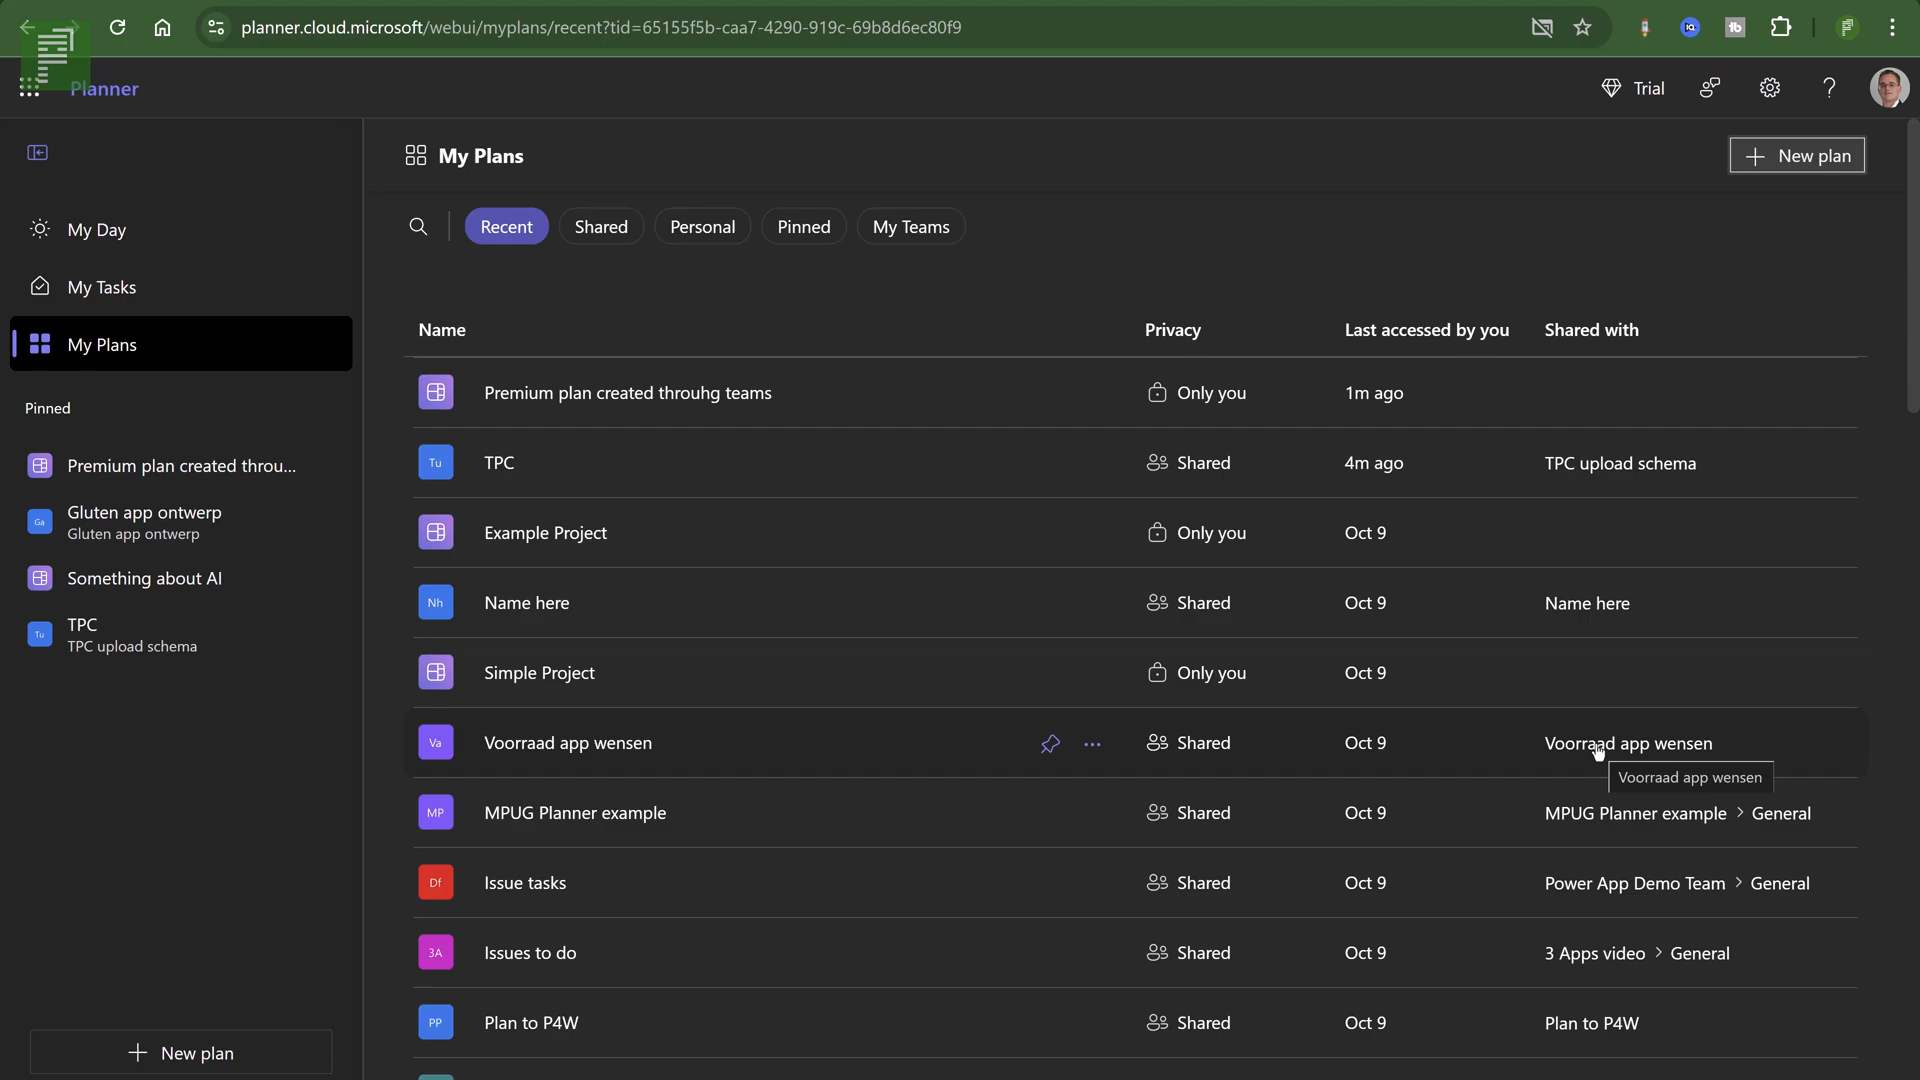 planner.cloud.microsoft/webui/myplans/recent?tid=65155f5b-caa7-4290-919c-69b8d6ec80f9
Planner
Trial
My Plans
New plan
My Day
My Tasks
My Plans
Pinned
Premium plan created throu...
Ga
Gluten app ontwerp
Gluten app ontwerp
Something about AI
Tu
TPC
TPC upload schema
New plan
Recent
Shared
Personal
Pinned
My Teams
Name Privacy Last accessed by you Shared with
Premium plan created throuhg teams Only you 1m ago
Tu TPC Shared 4m ago TPC upload schema
Example Project Only you Oct 9
Nh Name here Shared Oct 9 Name here
Simple Project Only you Oct 9
Va Voorraad app wensen Shared Oct 9 Voorraad app wensen
Voorraad app wensen
MP MPUG Planner example Shared Oct 9 MPUG Planner example > General
Df Issue tasks Shared Oct 9 Power App Demo Team > General
3A Issues to do Shared Oct 9 3 Apps video > General
PP Plan to P4W Shared Oct 9 Plan to P4W